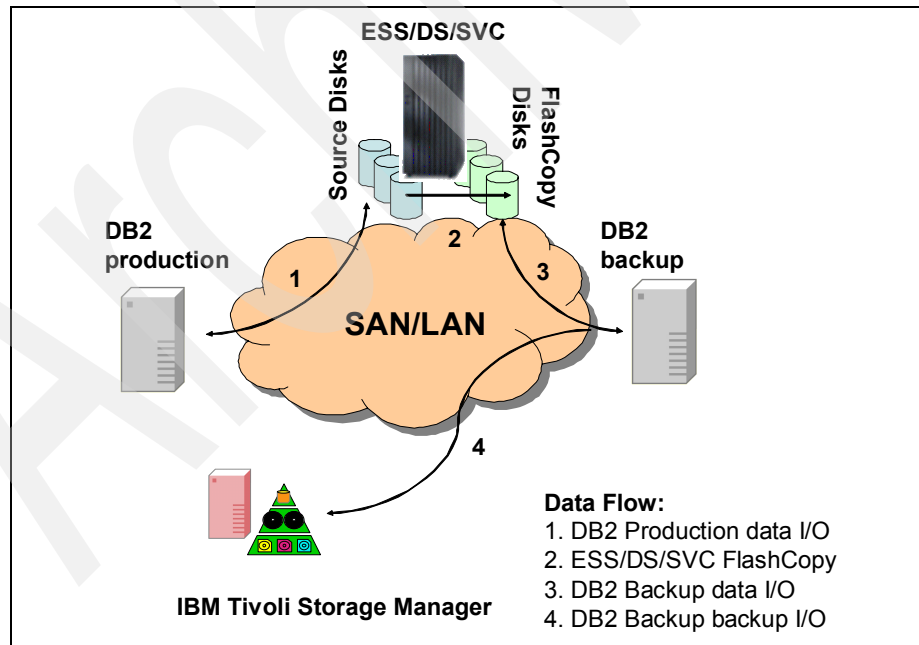 ESS/DS/SVC
Source Disks
FlashCopy
Disks
DB2
production
DB2
backup
1
2
3
SAN/LAN
4
IBM Tivoli Storage Manager
Data Flow:
1. DB2 Production data I/O
2. ESS/DS/SVC FlashCopy
3. DB2 Backup data I/O
4. DB2 Backup backup I/O